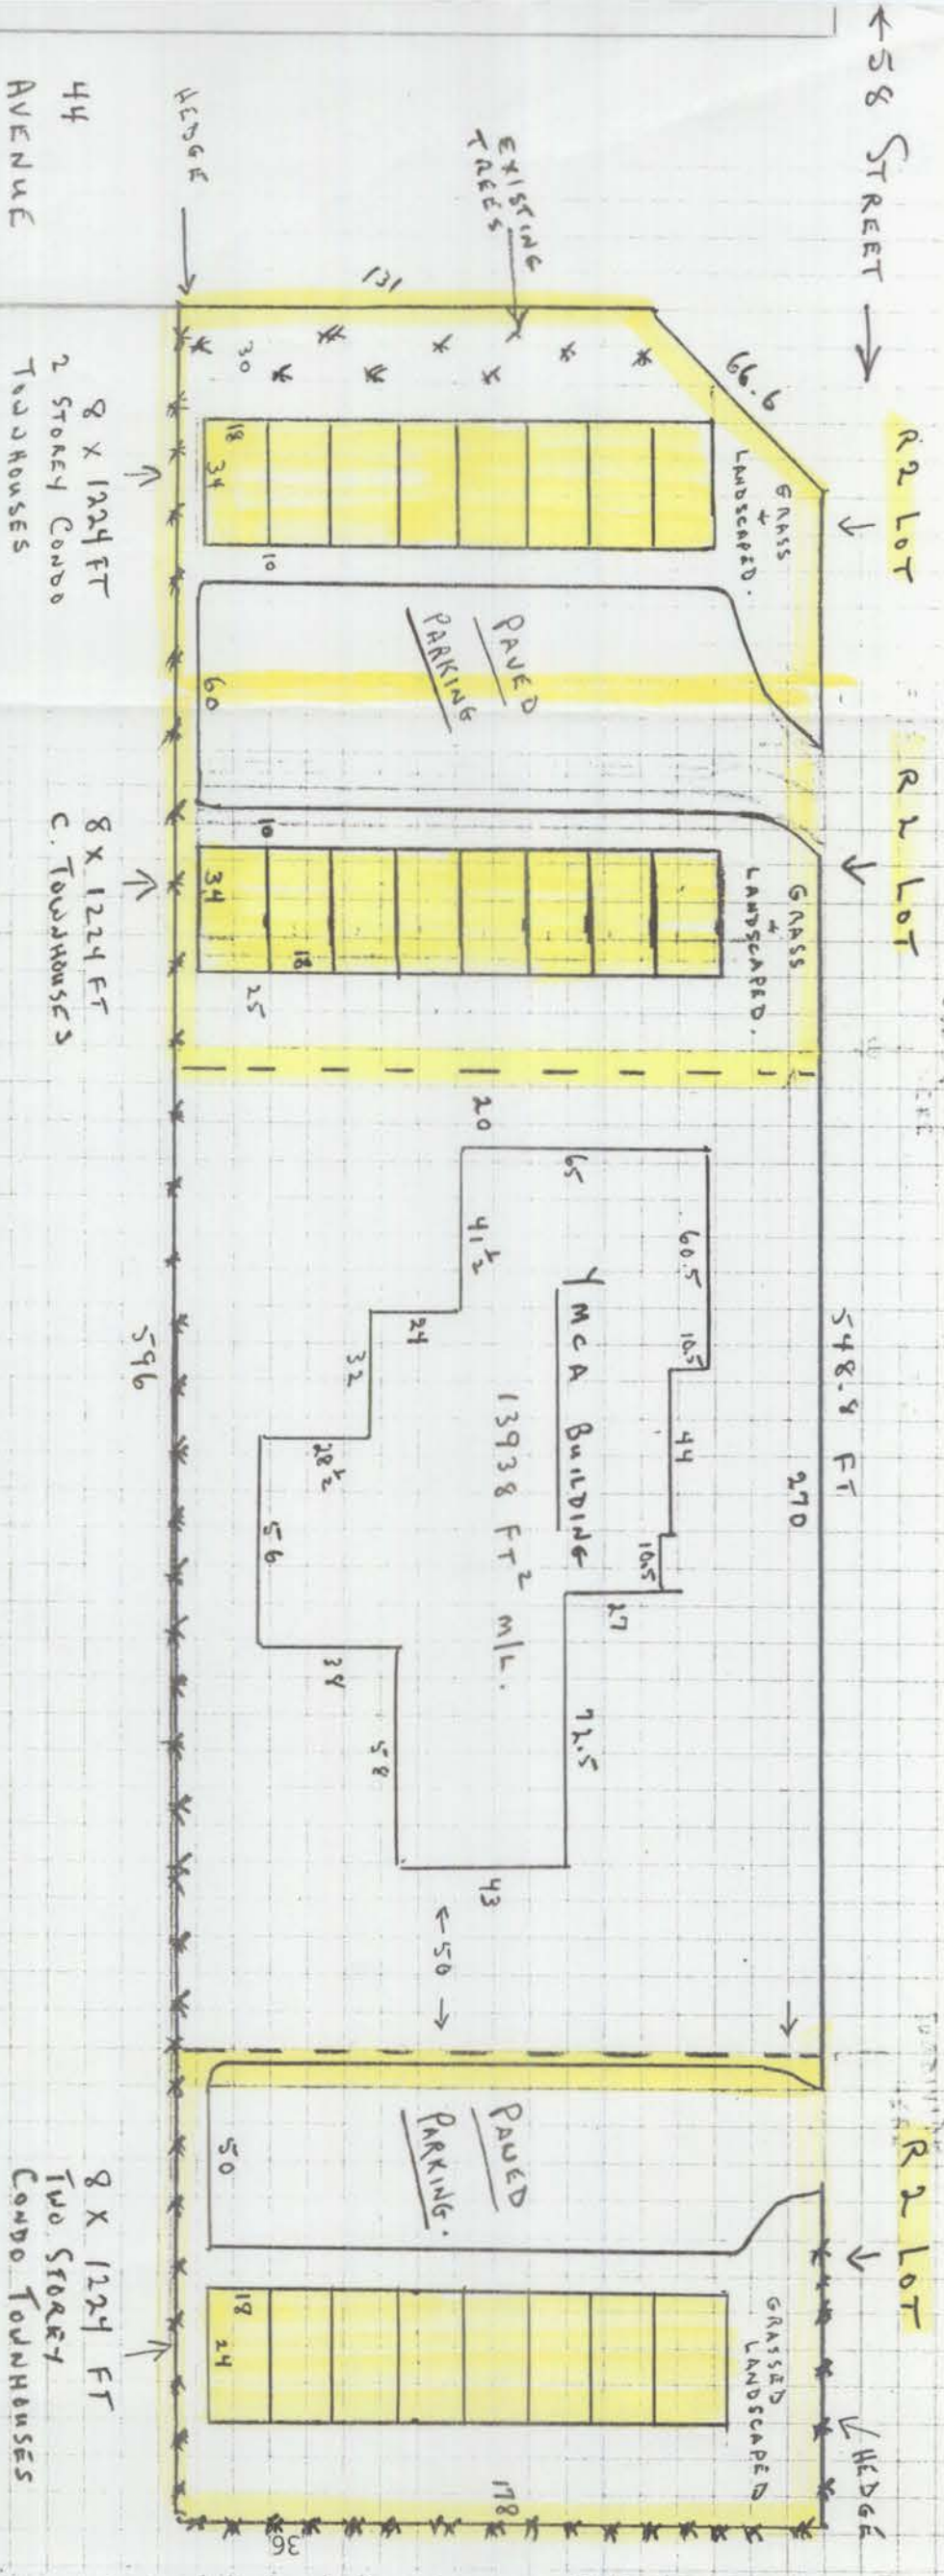 ← 58 STREET →
R2 LOT
R2 LOT
R2 LOT
44
AVENUE
HEDGE
EXISTING
TREES
131
66.6
30
18
34
10
GRASS
+
LANDSCAPED.
8 X 1224 FT
2 STOREY CONDO
TOWNHOUSES
PAVED
PARKING
60
10
34
18
25
GRASS
+
LANDSCAPED.
8 X 1224 FT
C. TOWNHOUSES
548.8 FT
270
20
65
60.5
10.5
44
10.5
27
72.5
43
58
38
56
28½
32
24
41½
YMCA BUILDING
13938 FT² M/L.
596
← 50 →
PAVED
PARKING.
50
18
24
GRASSED
LANDSCAPED
HEDGE
178
8 X 1224 FT
TWO STOREY
CONDO TOWNHOUSES
36